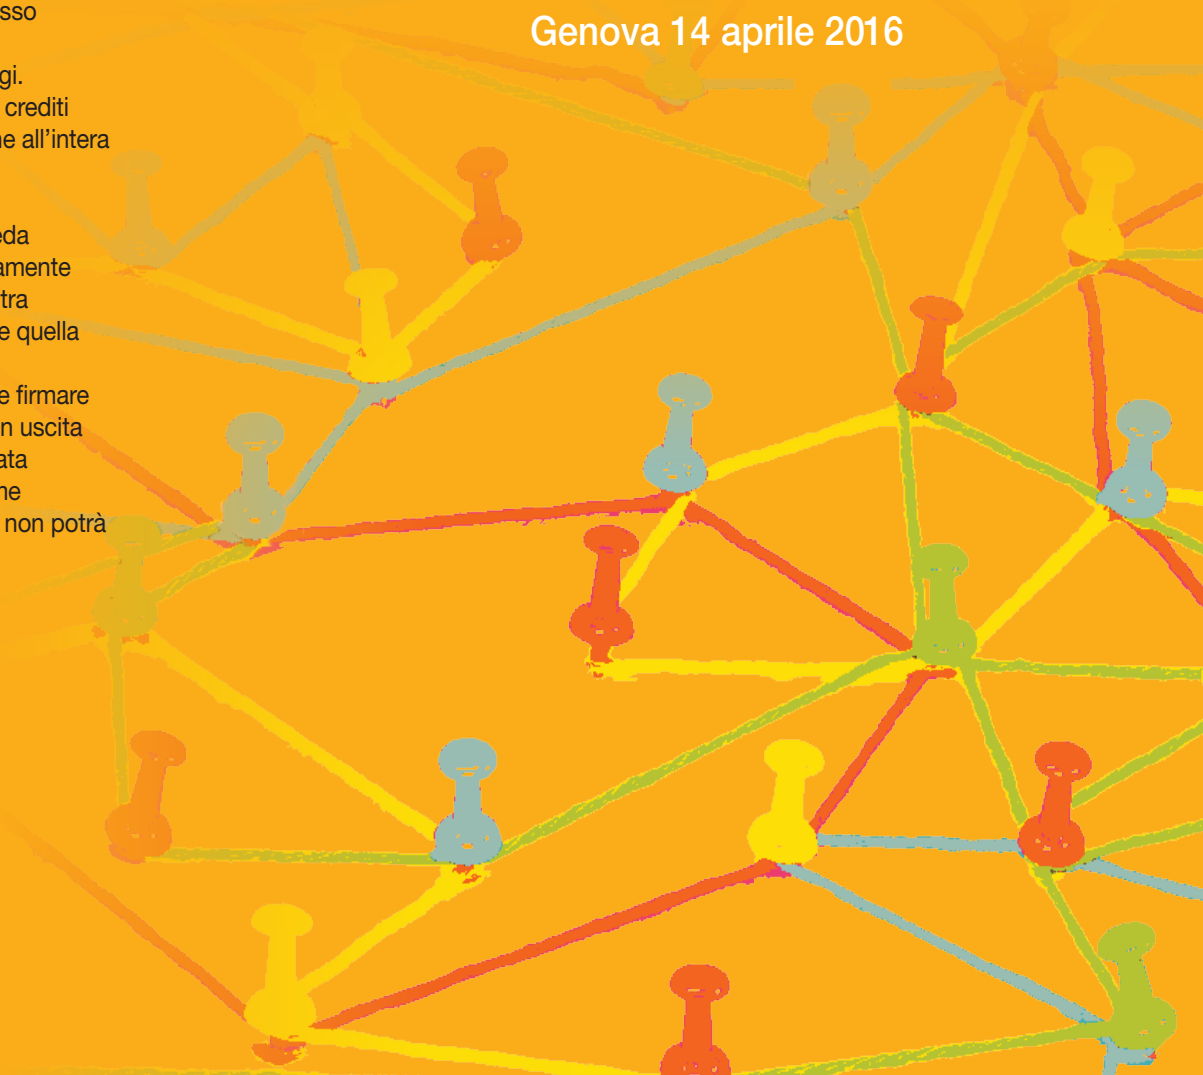 Genova 14 aprile 2016
sso
gi.
crediti
ne all'intera
eda
amente
tra
e quella
e firmare
n uscita
ata
ne
non potrà